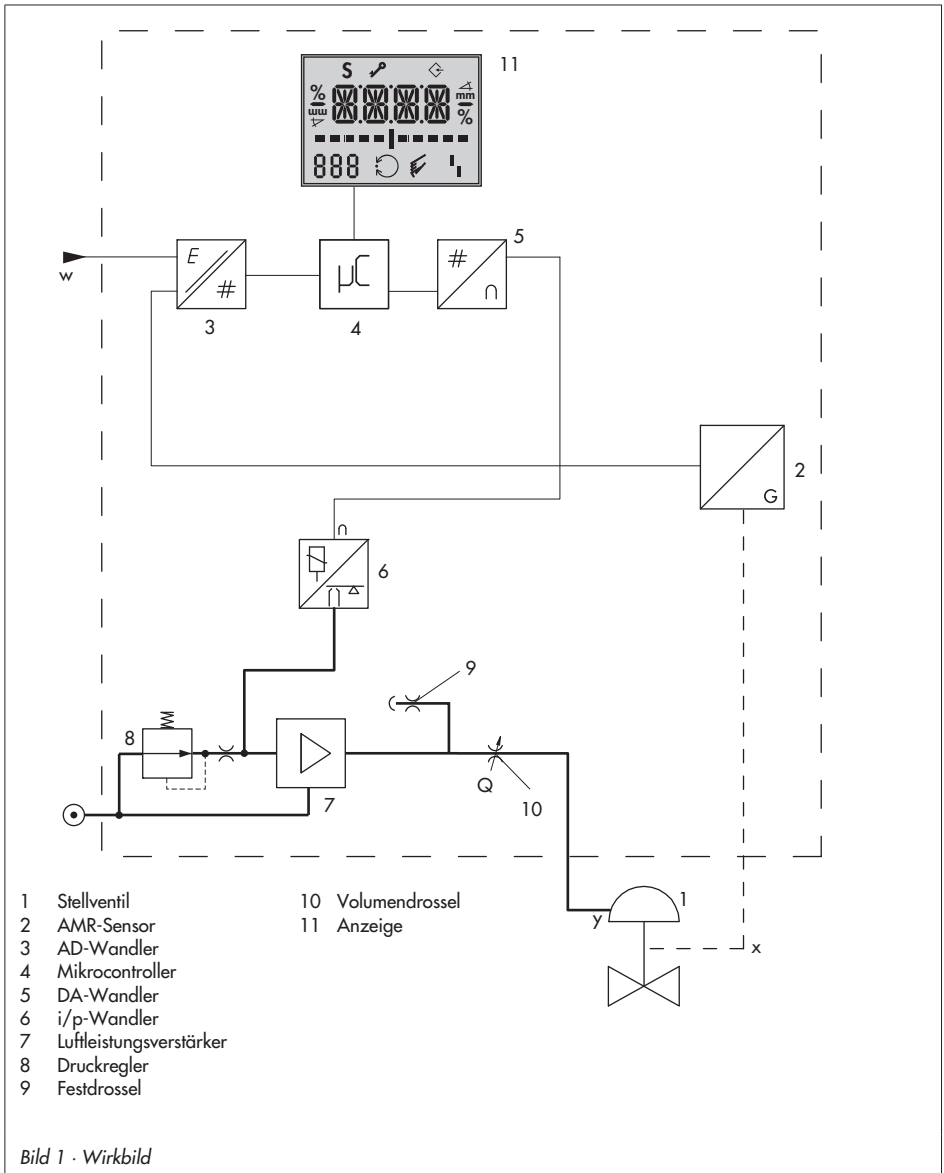 11
S
% mm
mm %
888
5
w
E
#
µC
#
3
4
2
G
6
9
8
7
Q
10
1
y
x
1 Stellventil
2 AMR-Sensor
3 AD-Wandler
4 Mikrocontroller
5 DA-Wandler
6 i/p-Wandler
7 Luftleistungsverstärker
8 Druckregler
9 Festdrossel
10 Volumendrossel
11 Anzeige
Bild 1 · Wirkbild